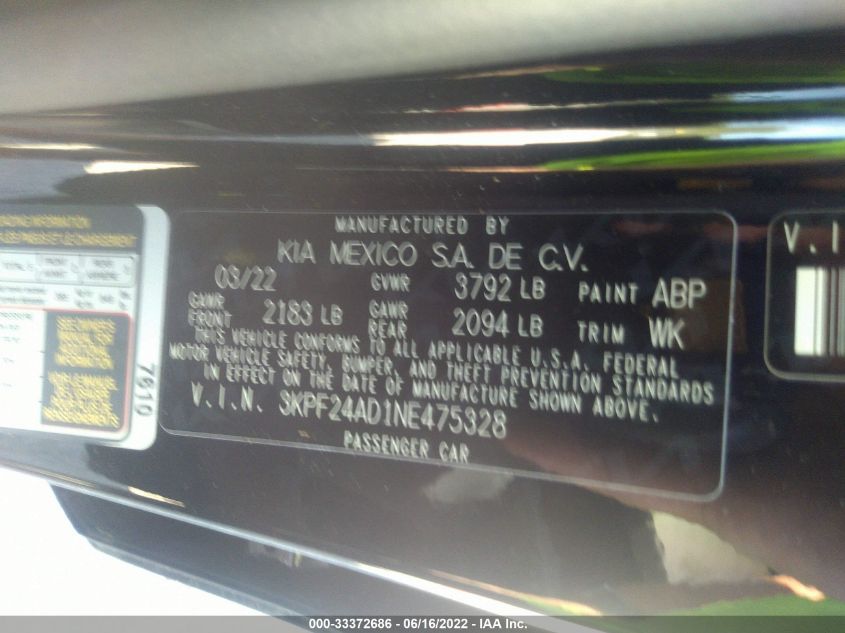 MANUFACTURED BY
KIA MEXICO S.A. DE C.V.
03/22 GVWR 3792 LB PAINT ABP
GAWR FRONT 2183 LB GAWR REAR 2094 LB TRIM WK
THIS VEHICLE CONFORMS TO ALL APPLICABLE U.S.A. FEDERAL
MOTOR VEHICLE SAFETY, BUMPER, AND THEFT PREVENTION STANDARDS
IN EFFECT ON THE DATE OF MANUFACTURE SHOWN ABOVE.
V.I.N. 3KPF24AD1NE475328
PASSENGER CAR
7610
V.I
000-33372686 - 06/16/2022 - IAA Inc.